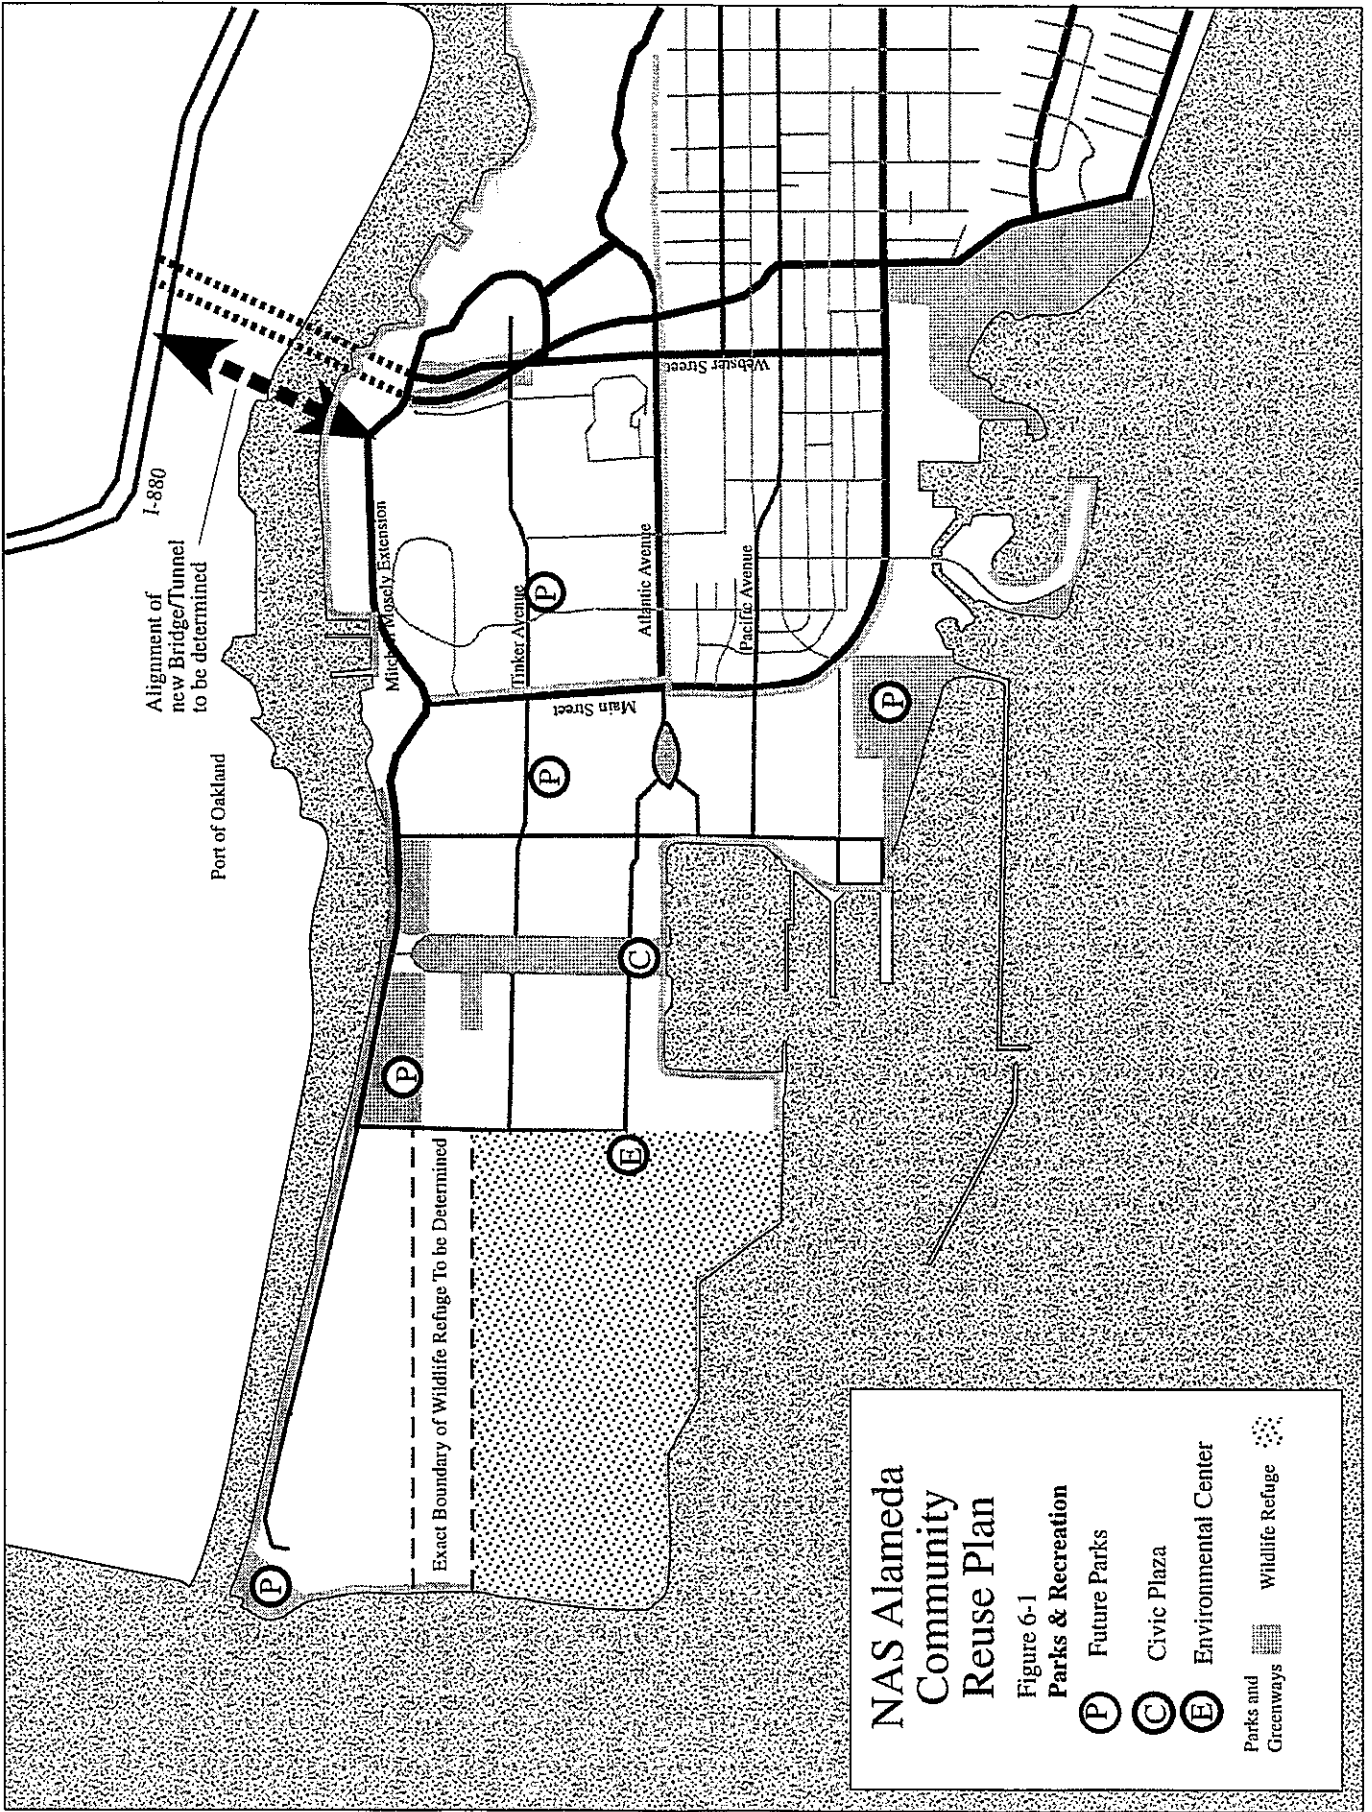 I-880
Alignment of
new Bridge/Tunnel
to be determined
Port of Oakland
Mitchell Mosely Extension
Tinker Avenue
Atlantic Avenue
Pacific Avenue
Webster Street
Main Street
P
P
P
P
P
C
E
Exact Boundary of Wildlife Refuge To be Determined
NAS Alameda
Community
Reuse Plan
Figure 6-1
Parks & Recreation
P Future Parks
C Civic Plaza
E Environmental Center
Parks and
Greenways
Wildlife Refuge